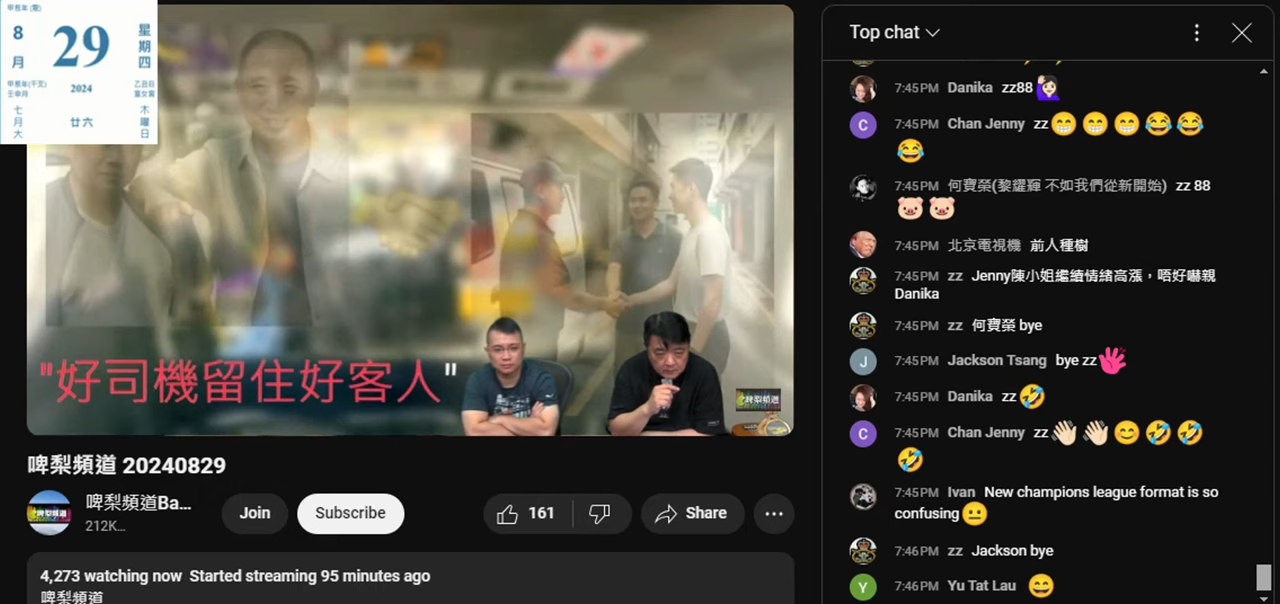 甲辰年(龍)
8
月
29
星
期
四
2024
甲辰年(干支)
壬申月
七
月
大
廿六
木
曜
日
"好司機留住好客人"
啤梨頻道
啤梨頻道 20240829
啤梨頻道Ba...
212K...
Join
Subscribe
161
Share
4,273 watching now Started streaming 95 minutes ago
啤梨頻道
Top chat
7:45PM Danika zz88🙋🏻‍♀️
C
7:45PM Chan Jenny zz😁😁😁😂😂
😂
7:45PM 何寶榮(黎耀輝 不如我們從新開始) zz 88
🐷🐷
7:45PM 北京電視機 前人種樹
7:45PM zz Jenny陳小姐繼續情緒高漲，唔好嚇親
Danika
7:45PM zz 何寶榮 bye
J
7:45PM Jackson Tsang bye zz
7:45PM Danika zz🤣
C
7:45PM Chan Jenny zz👋🏻👋🏻😊🤣🤣
🤣
7:45PM Ivan New champions league format is so
confusing😐
7:46PM zz Jackson bye
Y
7:46PM Yu Tat Lau 😄